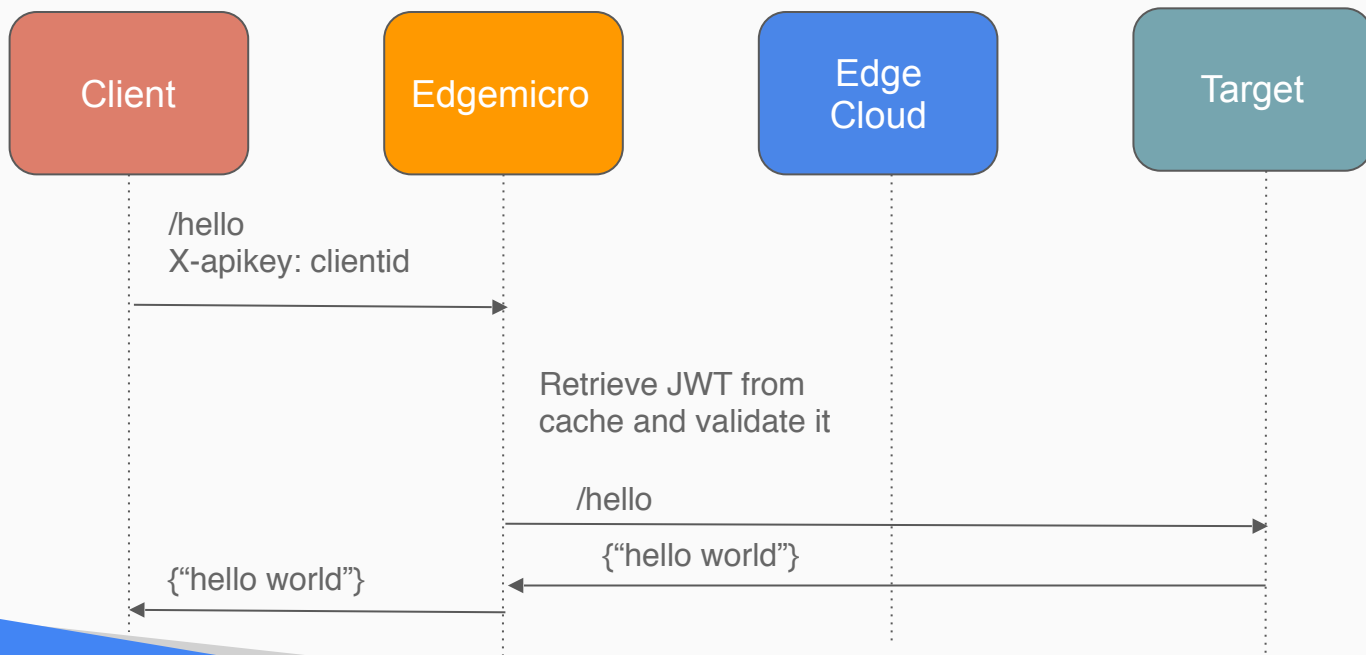 Client
Edgemicro
Edge
Cloud
Target
/hello
X-apikey: clientid
Retrieve JWT from
cache and validate it
/hello
{“hello world”}
{“hello world”}